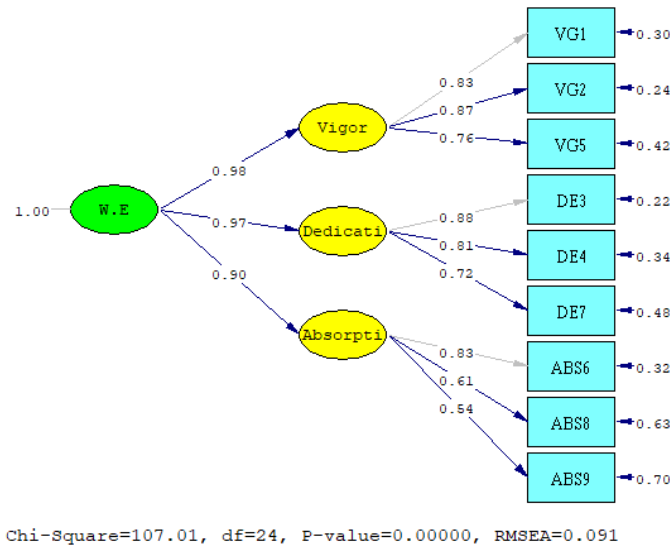 VG1
0.30
0.83
VG2
0.24
0.87
Vigor
0.76
VG5
0.42
0.98
DE3
0.22
1.00
W.E
0.97
0.88
Dedicati
0.81
DE4
0.34
0.90
0.72
DE7
0.48
Absorpti
0.83
ABS6
0.32
0.61
0.54
ABS8
0.63
ABS9
0.70
Chi-Square=107.01, df=24, P-value=0.00000, RMSEA=0.091